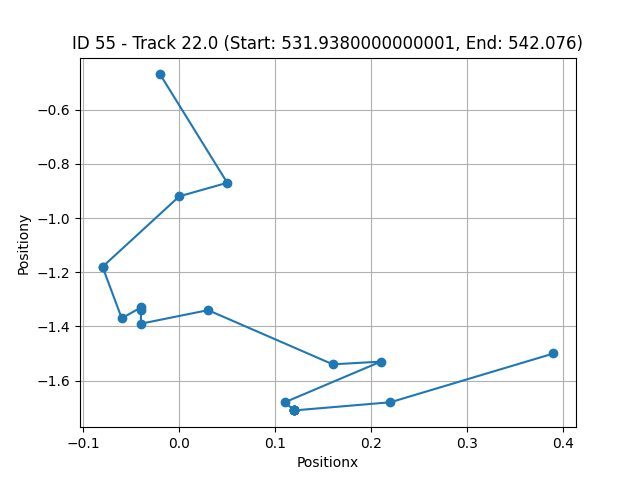 ID 55 - Track 22.0 (Start: 531.9380000000001, End: 542.076)
−0.6
−0.8
−1.0
−1.2
−1.4
−1.6
Positiony
−0.1 0.0 0.1 0.2 0.3 0.4
Positionx